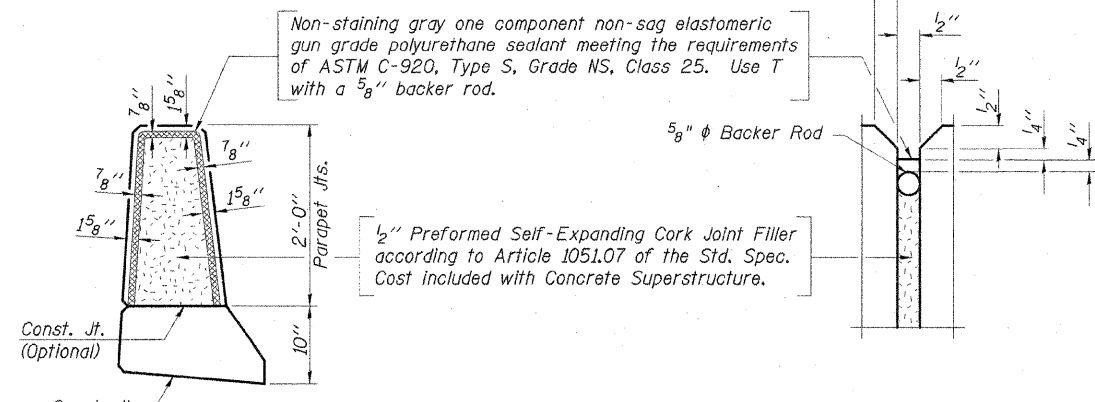 Non-staining gray one component non-sag elastomeric
gun grade polyurethane sealant meeting the requirements
of ASTM C-920, Type S, Grade NS, Class 25. Use T
with a 5/8" backer rod.
1/2"
1/2"
1/2"
1/4"
1/4"
5/8" φ Backer Rod
7/8"
1 5/8"
7/8"
7/8"
1 5/8"
1 5/8"
2'-0"
Parapet Jts.
1/2" Preformed Self-Expanding Cork Joint Filler
according to Article 1051.07 of the Std. Spec.
Cost included with Concrete Superstructure.
Const. Jt.
(Optional)
10"